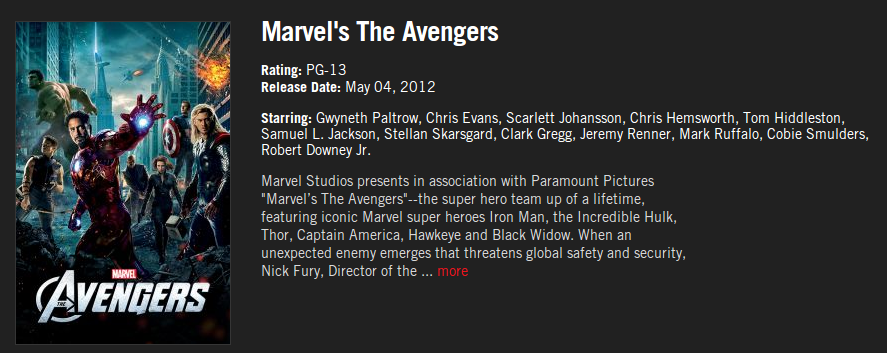 Marvel's The Avengers
Rating: PG-13
Release Date: May 04, 2012
Starring: Gwyneth Paltrow, Chris Evans, Scarlett Johansson, Chris Hemsworth, Tom Hiddleston,
Samuel L. Jackson, Stellan Skarsgard, Clark Gregg, Jeremy Renner, Mark Ruffalo, Cobie Smulders,
Robert Downey Jr.
Marvel Studios presents in association with Paramount Pictures
"Marvel's The Avengers"--the super hero team up of a lifetime,
featuring iconic Marvel super heroes Iron Man, the Incredible Hulk,
Thor, Captain America, Hawkeye and Black Widow. When an
unexpected enemy emerges that threatens global safety and security,
Nick Fury, Director of the ... more
MARVEL
THE AVENGERS